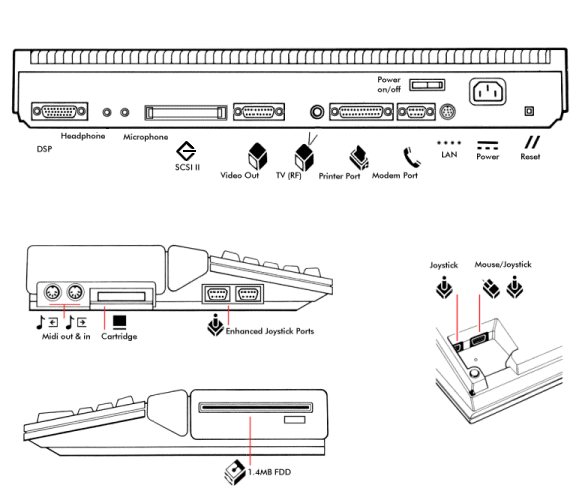 Power
on/off
Headphone
Microphone
DSP
SCSI II
Video Out
TV (RF)
Printer Port
Modem Port
LAN
Power
Reset
Joystick
Mouse/Joystick
Midi out & in
Cartridge
Enhanced Joystick Ports
1.4MB FDD